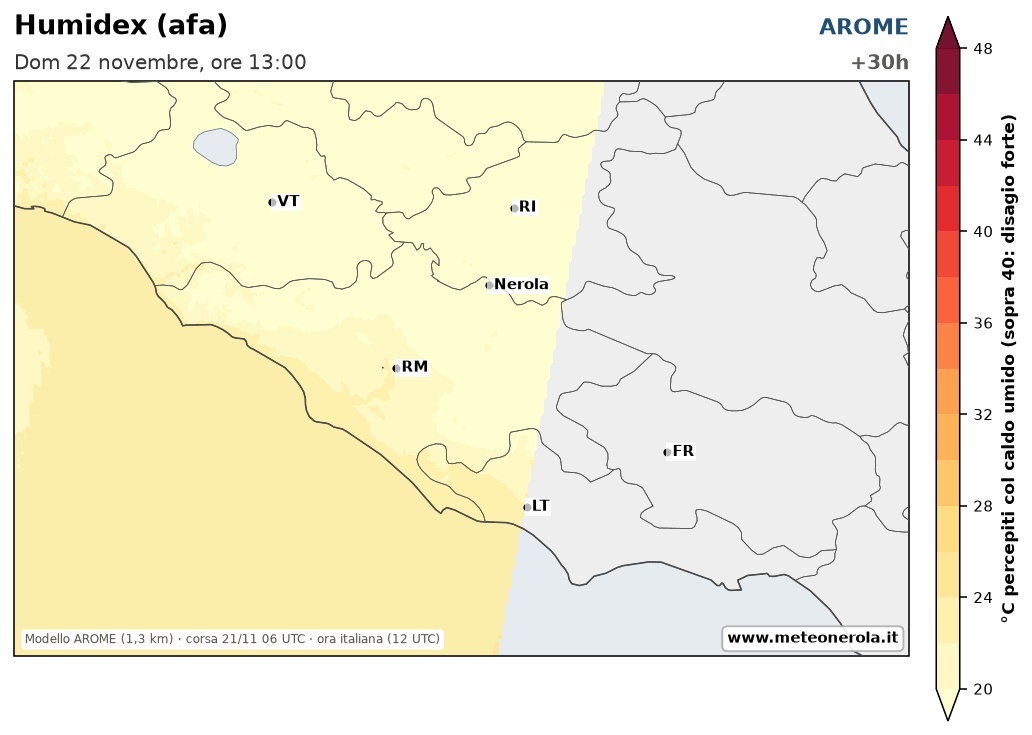 Humidex (afa)
AROME
Dom 22 novembre, ore 13:00
+30h
VT
RI
Nerola
RM
FR
LT
Modello AROME (1,3 km) · corsa 21/11 06 UTC · ora italiana (12 UTC)
www.meteonerola.it
48
44
40
36
32
28
24
20
°C percepiti col caldo umido (sopra 40: disagio forte)